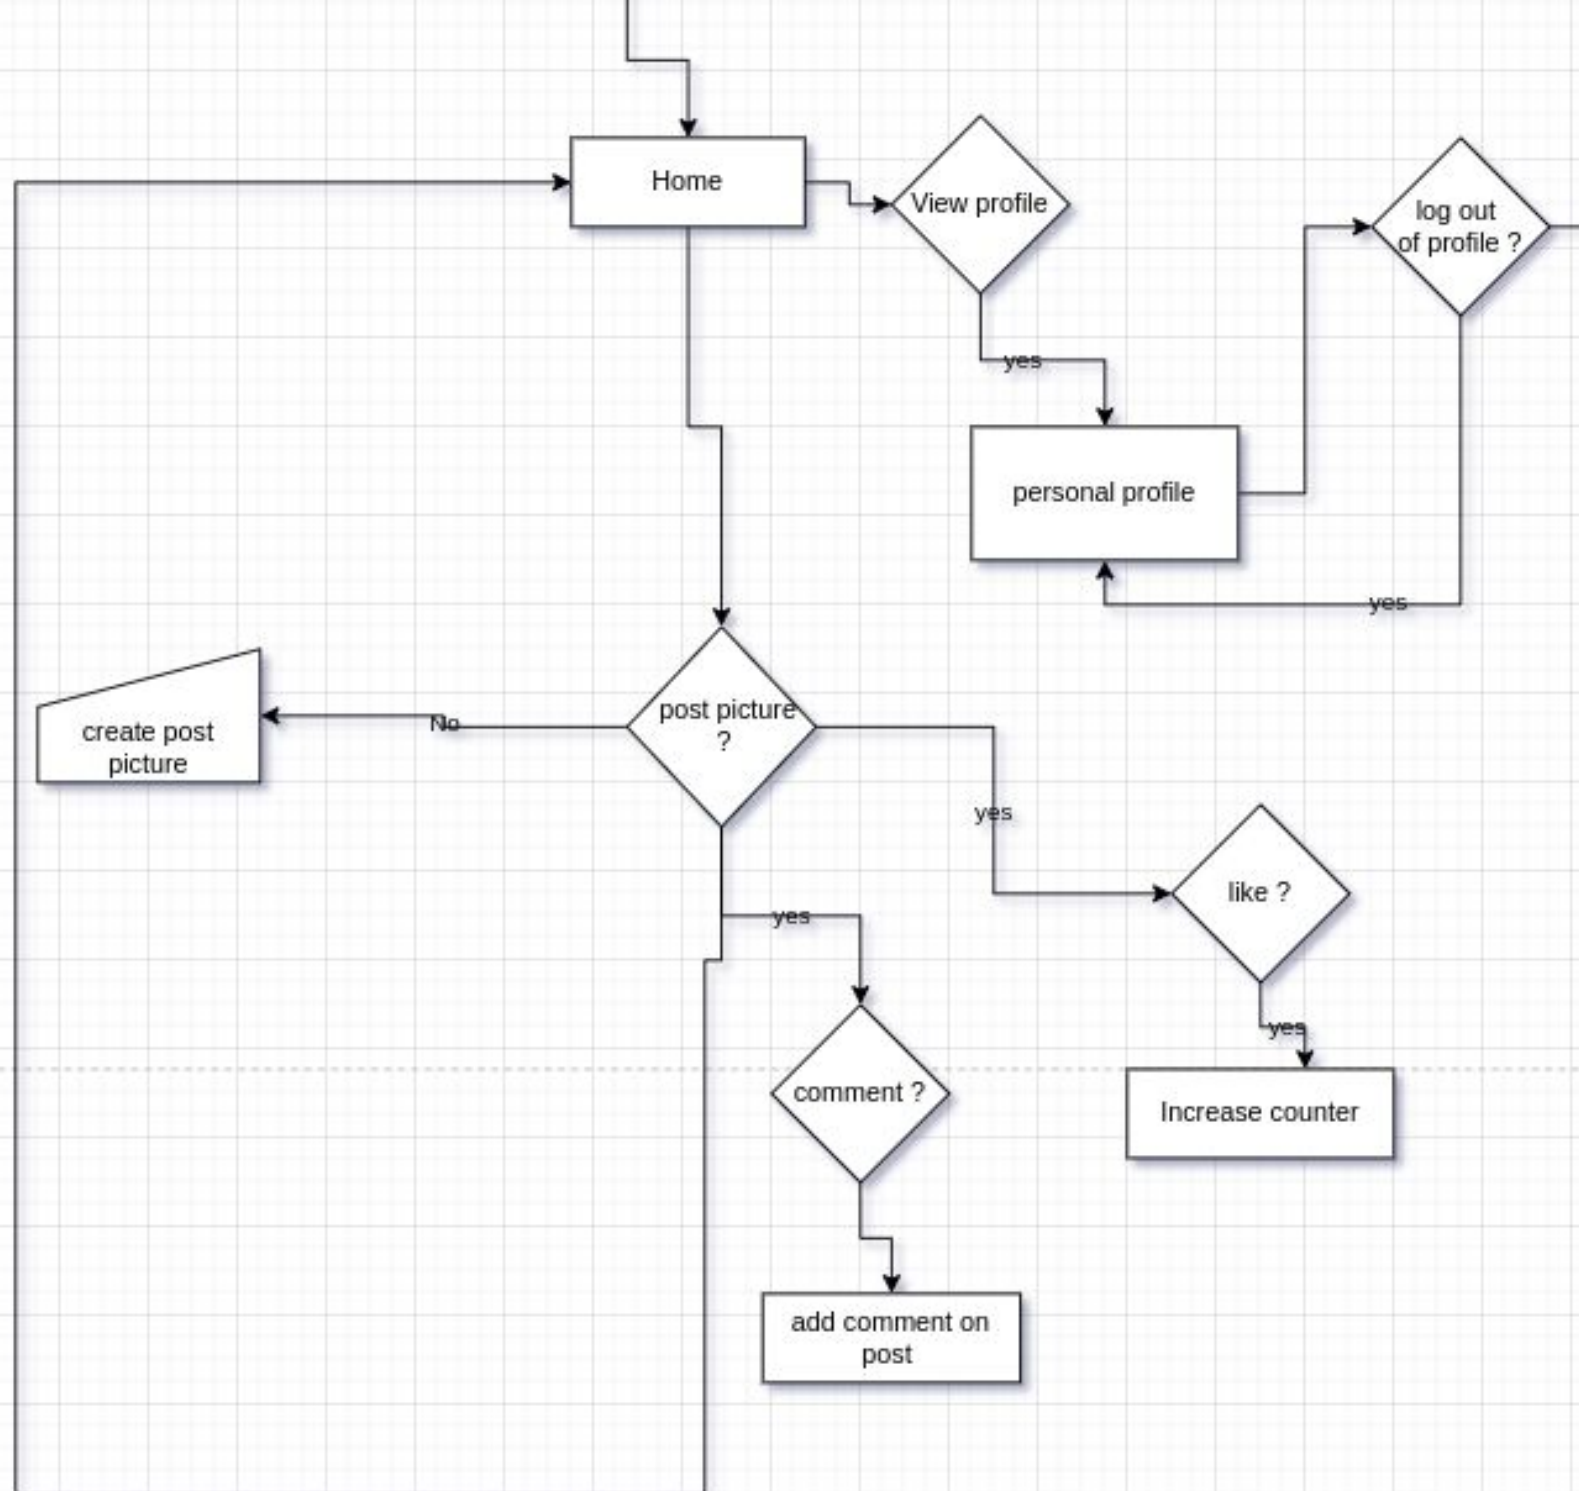 Home
View profile
log out
of profile ?
yes
personal profile
yes
post picture
?
No
create post
picture
yes
like ?
yes
yes
comment ?
Increase counter
add comment on
post